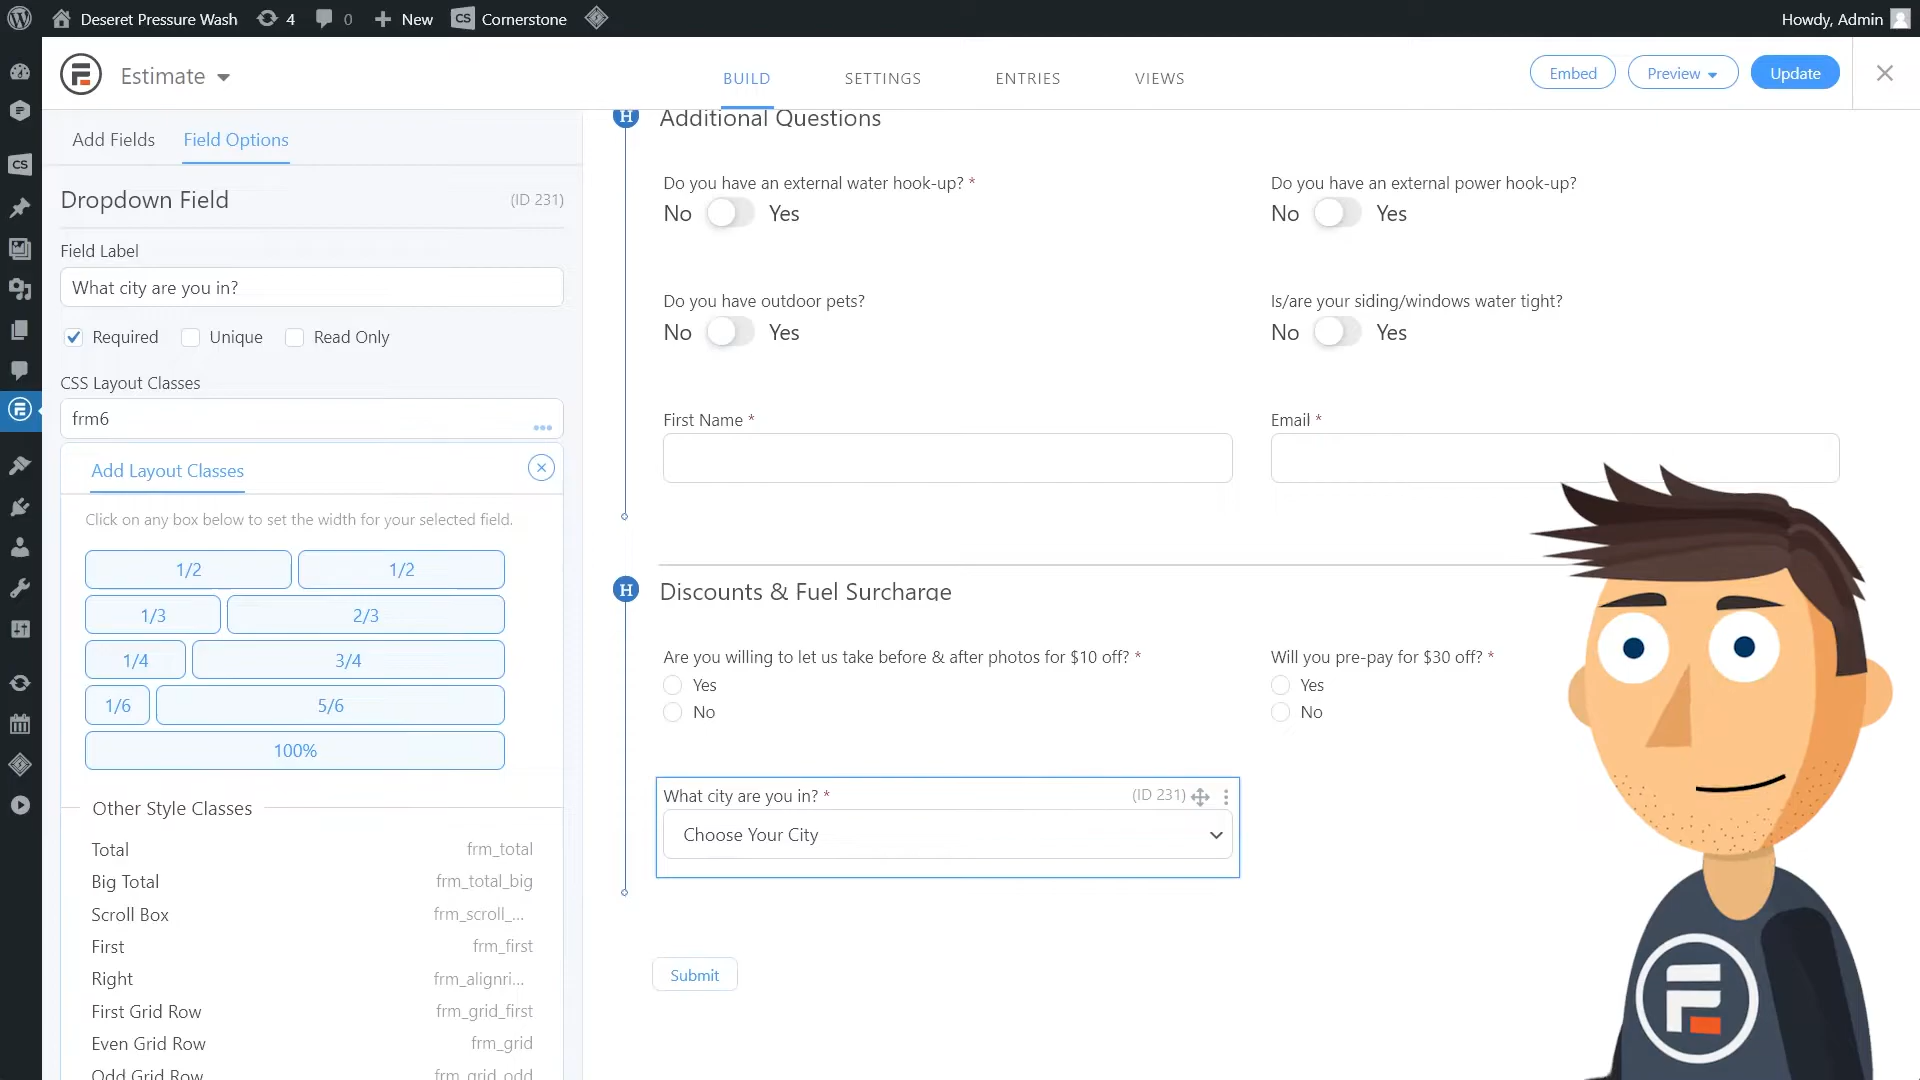 Deseret Pressure Wash 4 0 New CS Cornerstone Howdy, Admin
Estimate BUILD SETTINGS ENTRIES VIEWS Embed Preview Update
CS
Add Fields Field Options
Dropdown Field (ID 231)
Field Label
What city are you in?
Required Unique Read Only
CSS Layout Classes
frm6
Add Layout Classes
Click on any box below to set the width for your selected field.
1/2 1/2
1/3 2/3
1/4 3/4
1/6 5/6
100%
Other Style Classes
Total frm_total
Big Total frm_total_big
Scroll Box frm_scroll_...
First frm_first
Right frm_alignri...
First Grid Row frm_grid_first
Even Grid Row frm_grid
Odd Grid Row frm_grid_odd
H Additional Questions
Do you have an external water hook-up? * Do you have an external power hook-up?
No Yes No Yes
Do you have outdoor pets? Is/are your siding/windows water tight?
No Yes No Yes
First Name * Email *
H Discounts & Fuel Surcharge
Are you willing to let us take before & after photos for $10 off? * Will you pre-pay for $30 off? *
Yes Yes
No No
What city are you in? * (ID 231)
Choose Your City
Submit